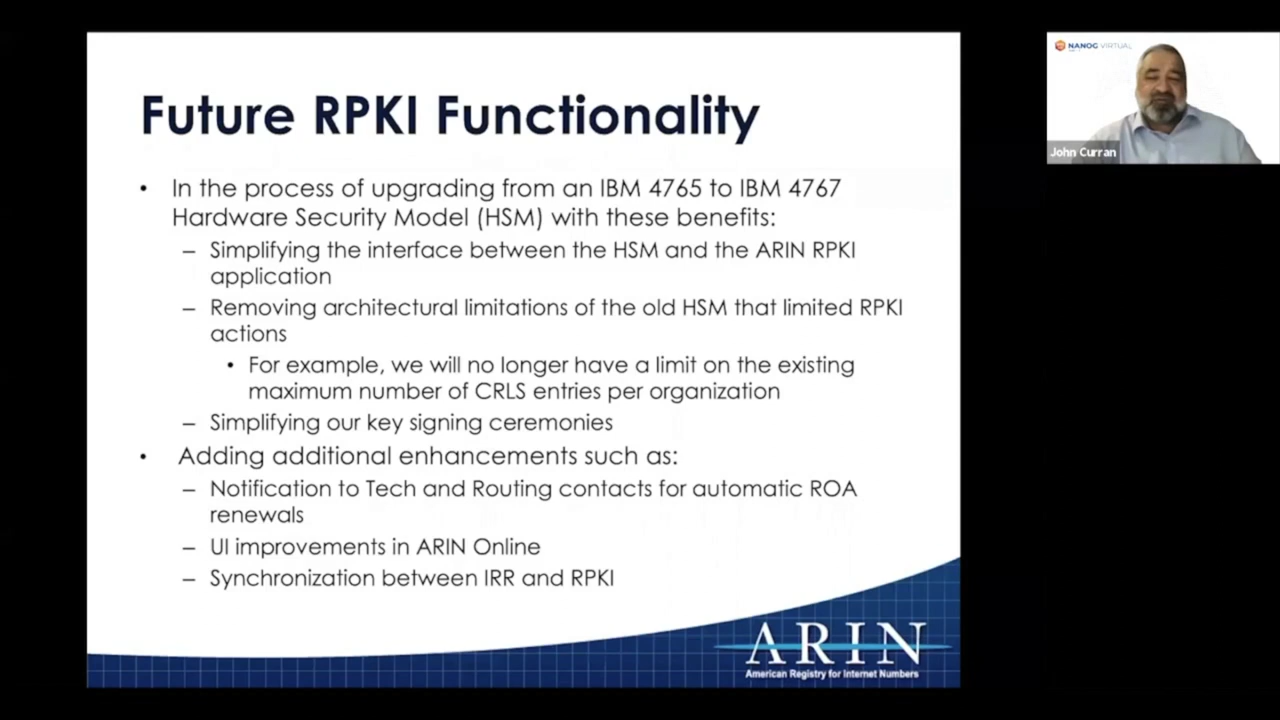 Future RPKI Functionality
• In the process of upgrading from an IBM 4765 to IBM 4767
Hardware Security Model (HSM) with these benefits:
– Simplifying the interface between the HSM and the ARIN RPKI
application
– Removing architectural limitations of the old HSM that limited RPKI
actions
• For example, we will no longer have a limit on the existing
maximum number of CRLS entries per organization
– Simplifying our key signing ceremonies
• Adding additional enhancements such as:
– Notification to Tech and Routing contacts for automatic ROA
renewals
– UI improvements in ARIN Online
– Synchronization between IRR and RPKI
ARIN
American Registry for Internet Numbers
NANOG VIRTUAL
John Curran